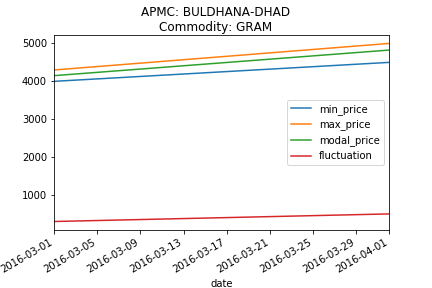 APMC: BULDHANA-DHAD
Commodity: GRAM
5000
4000
3000
2000
1000
min_price
max_price
modal_price
fluctuation
2016-03-01
2016-03-05
2016-03-09
2016-03-13
2016-03-17
2016-03-21
2016-03-25
2016-03-29
2016-04-01
date